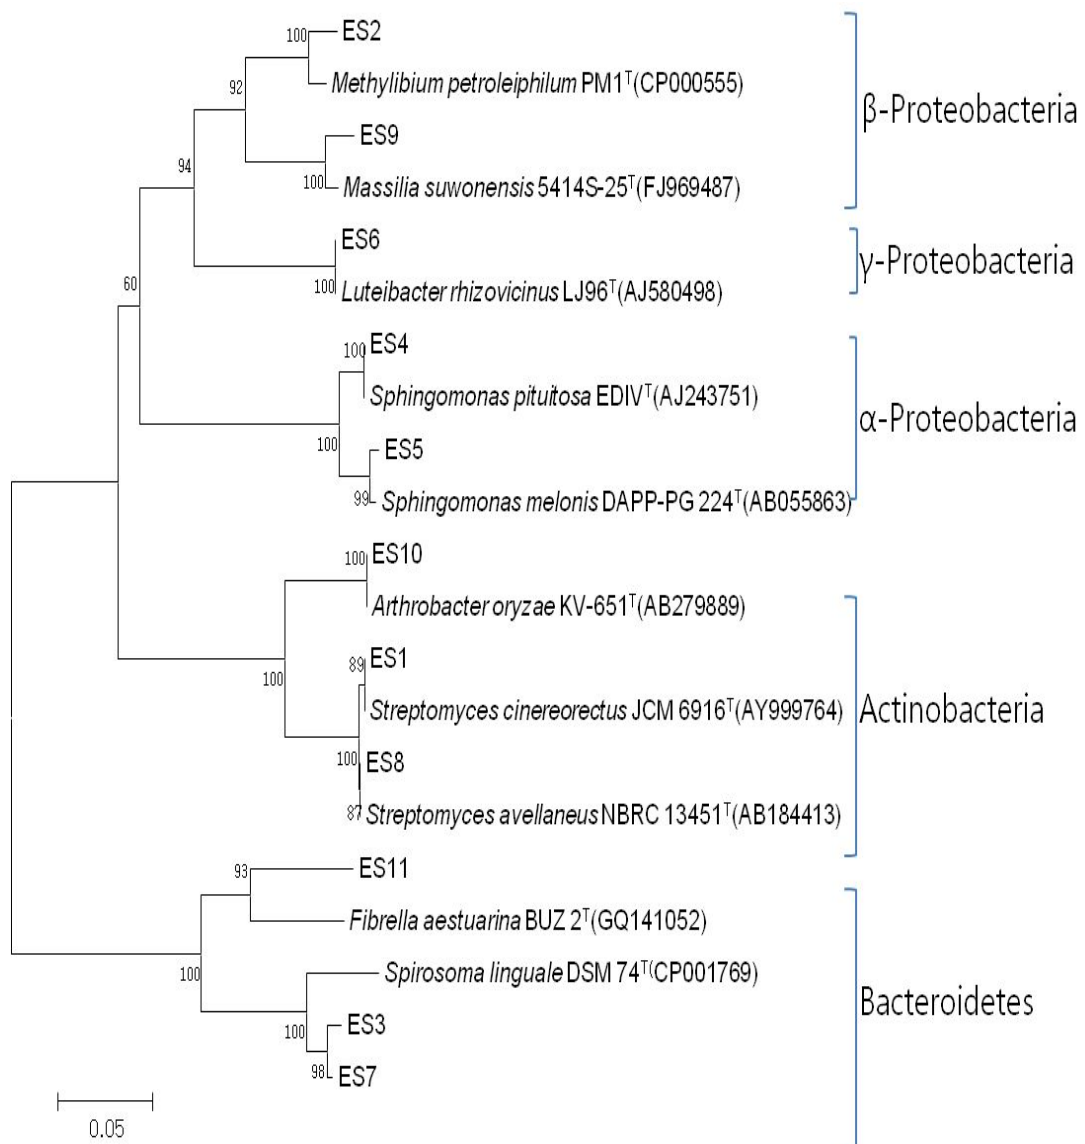 ES2
100
Methylibium petroleiphilum PM1ᵀ(CP000555)
92
β-Proteobacteria
ES9
94
100
Massilia suwonensis 5414S-25ᵀ(FJ969487)
ES6
γ-Proteobacteria
60
100
Luteibacter rhizovicinus LJ96ᵀ(AJ580498)
ES4
100
Sphingomonas pituitosa EDIVᵀ(AJ243751)
α-Proteobacteria
100
ES5
99
Sphingomonas melonis DAPP-PG 224ᵀ(AB055863)
ES10
100
Arthrobacter oryzae KV-651ᵀ(AB279889)
ES1
89
100
Streptomyces cinereorectus JCM 6916ᵀ(AY999764)
Actinobacteria
100
ES8
87
Streptomyces avellaneus NBRC 13451ᵀ(AB184413)
93
ES11
Fibrella aestuarina BUZ 2ᵀ(GQ141052)
100
Spirosoma linguale DSM 74ᵀ⁽CP001769)
Bacteroidetes
ES3
100
98
ES7
0.05